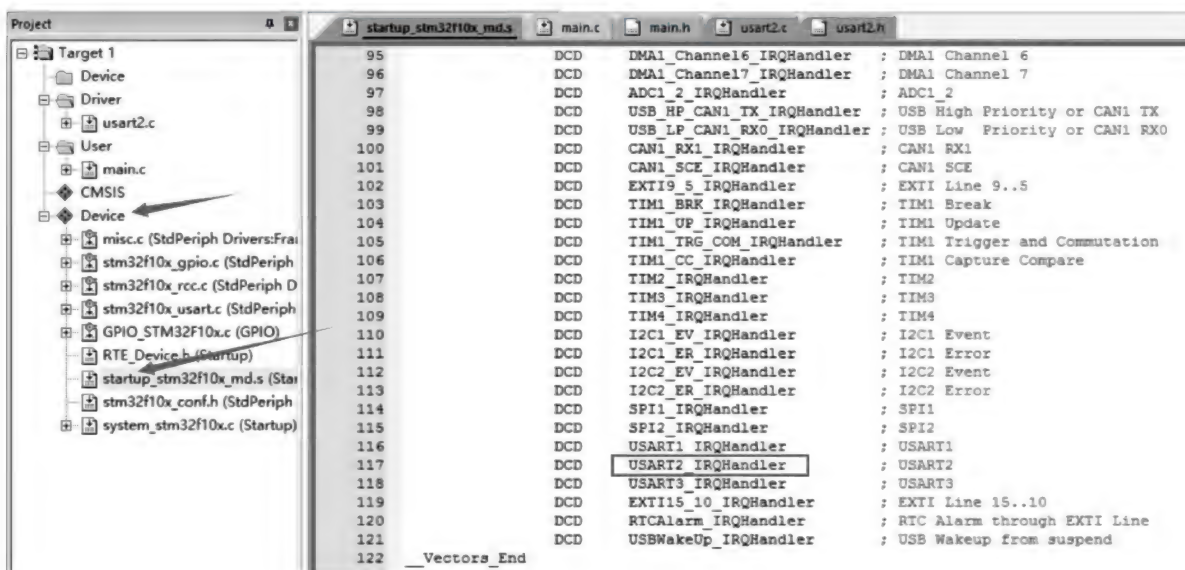 Project
Target 1
Device
Driver
usart2.c
User
main.c
CMSIS
Device
misc.c (StdPeriph Drivers:Fra
stm32f10x_gpio.c (StdPeriph
stm32f10x_rcc.c (StdPeriph D
stm32f10x_usart.c (StdPeriph
GPIO_STM32F10x.c (GPIO)
RTE_Device.h (Startup)
startup_stm32f10x_md.s (Star
stm32f10x_conf.h (StdPeriph
system_stm32f10x.c (Startup)
startup_stm32f10x_md.s main.c main.h usart2.c usart2.h
95 DCD DMA1_Channel6_IRQHandler ; DMA1 Channel 6
96 DCD DMA1_Channel7_IRQHandler ; DMA1 Channel 7
97 DCD ADC1_2_IRQHandler ; ADC1_2
98 DCD USB_HP_CAN1_TX_IRQHandler ; USB High Priority or CAN1 TX
99 DCD USB_LP_CAN1_RX0_IRQHandler ; USB Low Priority or CAN1 RX0
100 DCD CAN1_RX1_IRQHandler ; CAN1 RX1
101 DCD CAN1_SCE_IRQHandler ; CAN1 SCE
102 DCD EXTI9_5_IRQHandler ; EXTI Line 9..5
103 DCD TIM1_BRK_IRQHandler ; TIM1 Break
104 DCD TIM1_UP_IRQHandler ; TIM1 Update
105 DCD TIM1_TRG_COM_IRQHandler ; TIM1 Trigger and Commutation
106 DCD TIM1_CC_IRQHandler ; TIM1 Capture Compare
107 DCD TIM2_IRQHandler ; TIM2
108 DCD TIM3_IRQHandler ; TIM3
109 DCD TIM4_IRQHandler ; TIM4
110 DCD I2C1_EV_IRQHandler ; I2C1 Event
111 DCD I2C1_ER_IRQHandler ; I2C1 Error
112 DCD I2C2_EV_IRQHandler ; I2C2 Event
113 DCD I2C2_ER_IRQHandler ; I2C2 Error
114 DCD SPI1_IRQHandler ; SPI1
115 DCD SPI2_IRQHandler ; SPI2
116 DCD USART1_IRQHandler ; USART1
117 DCD USART2_IRQHandler ; USART2
118 DCD USART3_IRQHandler ; USART3
119 DCD EXTI15_10_IRQHandler ; EXTI Line 15..10
120 DCD RTCAlarm_IRQHandler ; RTC Alarm through EXTI Line
121 DCD USBWakeUp_IRQHandler ; USB Wakeup from suspend
122 __Vectors_End